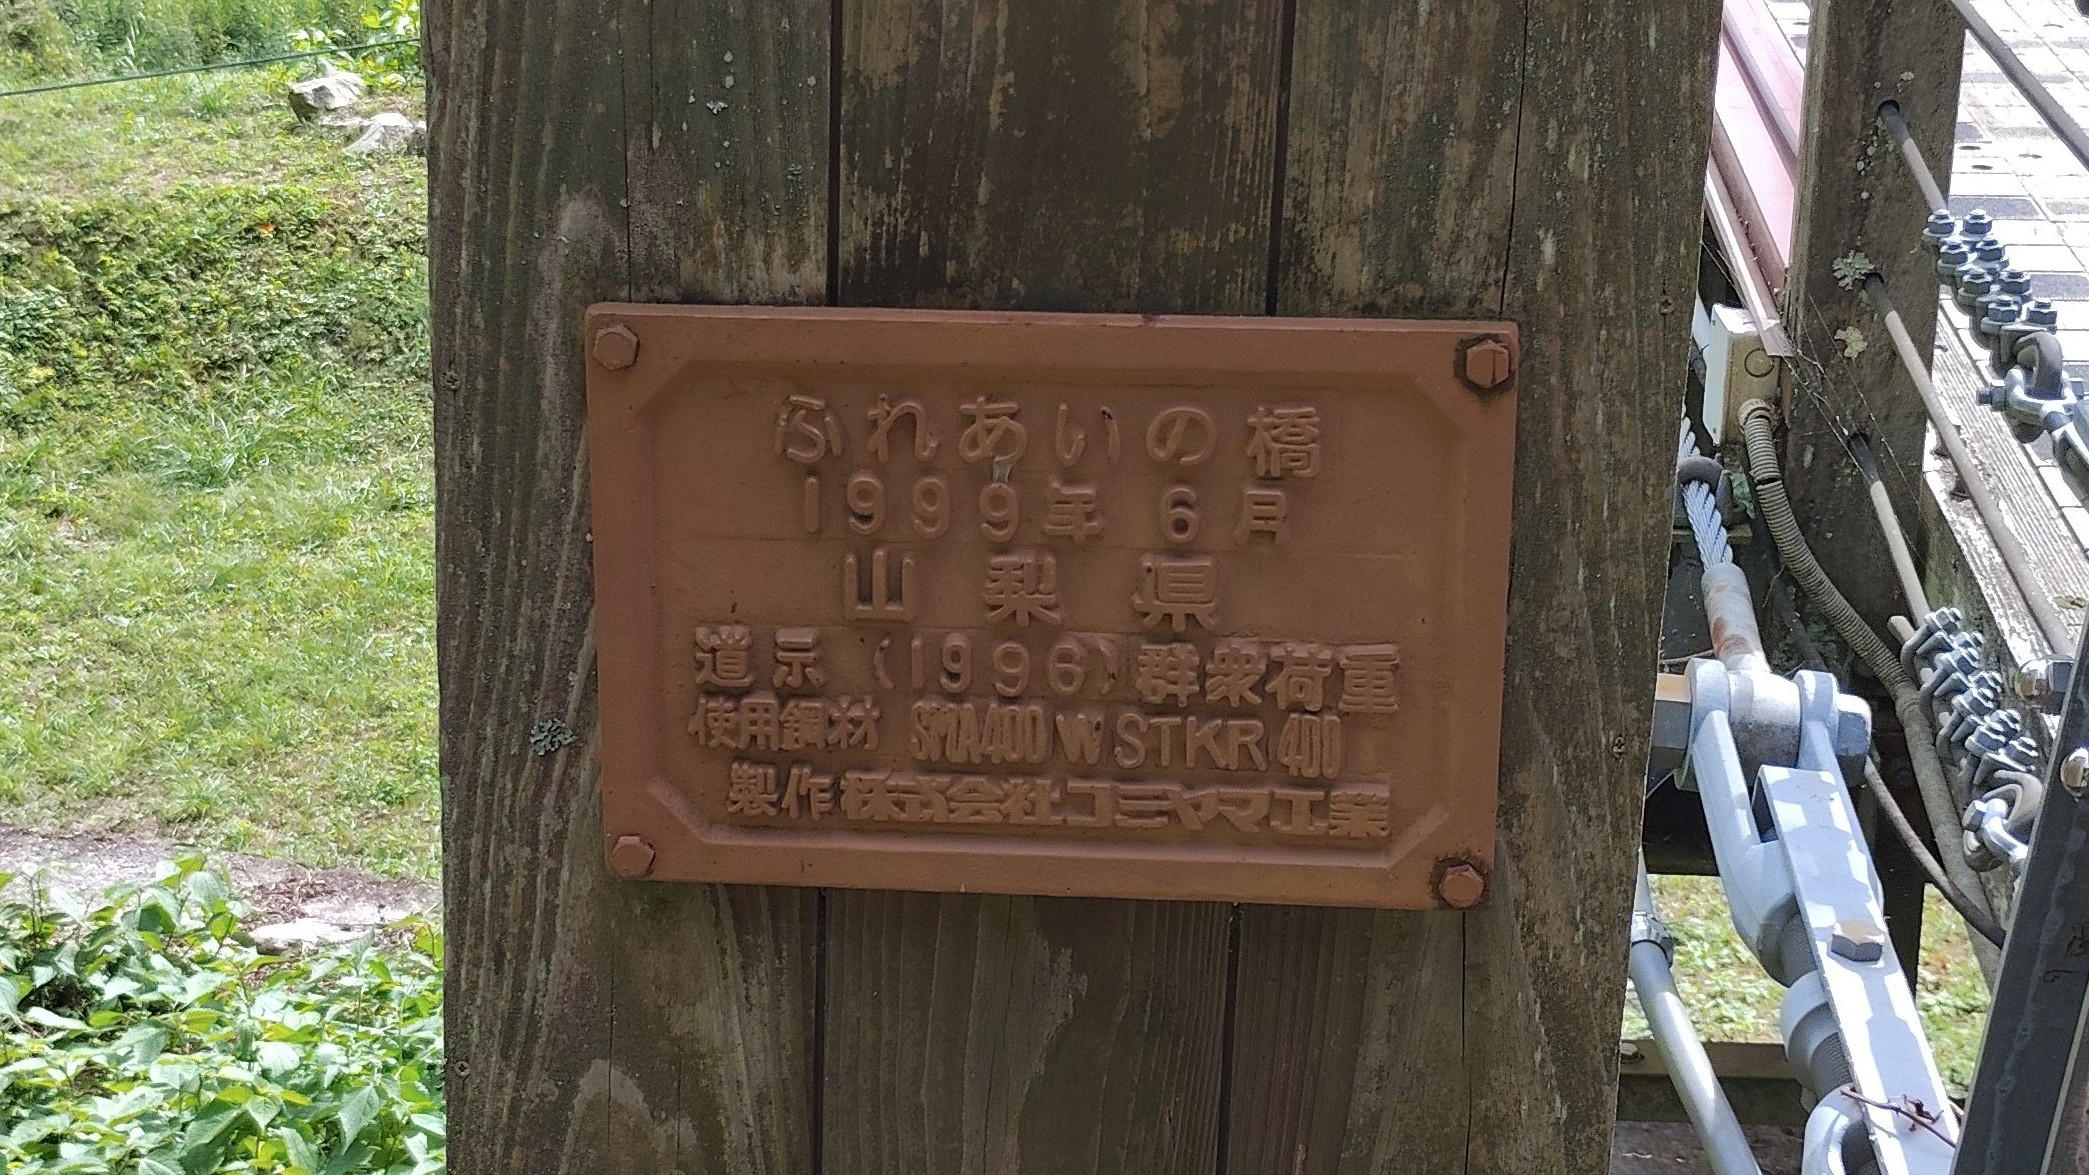 ふれあいの橋
1999年 6月
山梨県
道示 (1996) 群衆荷重
使用鋼材 SMA400W STKR400
製作 株式会社コミヤマ工業